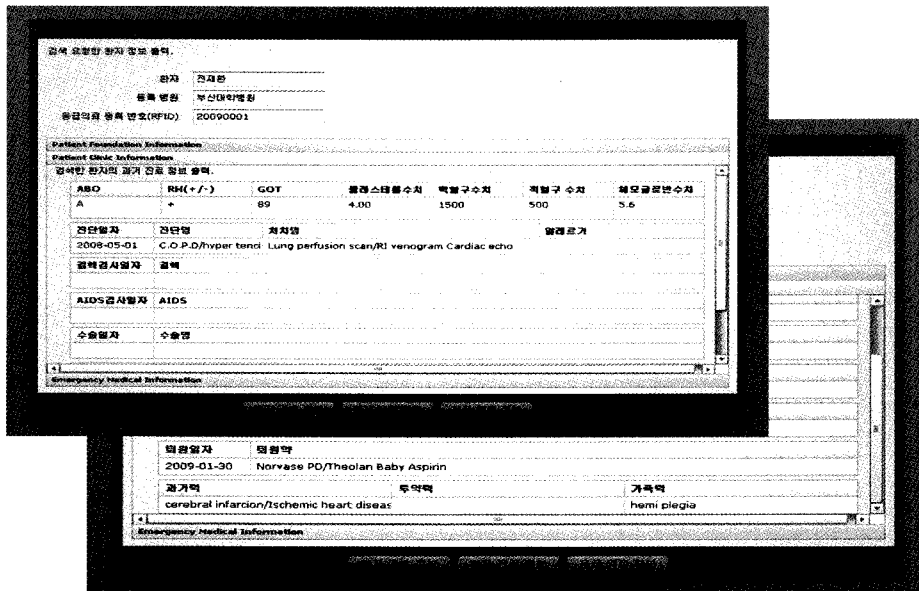 검색 요청한 환자 정보 출력.
환자 전재환
등록 병원 부산대학병원
응급의료 등록 번호(RFID) 20090001
Patient Foundation Information
Patient Clinic Information
검색한 환자의 과거 진료 정보 출력.
ABO RH(+/-) GOT 콜레스테롤수치 백혈구수치 적혈구 수치 헤모글로빈수치
A + 89 4.00 1500 500 5.6
진단일자 진단명 처치명 알레르기
2008-05-01 C.O.P.D/hyper tenci Lung perfusion scan/RI venogram Cardiac echo
결핵검사일자 결핵
AIDS검사일자 AIDS
수술일자 수술명
Emergency Medical Information
퇴원일자 퇴원약
2009-01-30 Norvase PD/Theolan Baby Aspirin
과거력 투약력 가족력
cerebral infarcion/Ischemic heart diseas hemi plegia
Emergency Medical Information